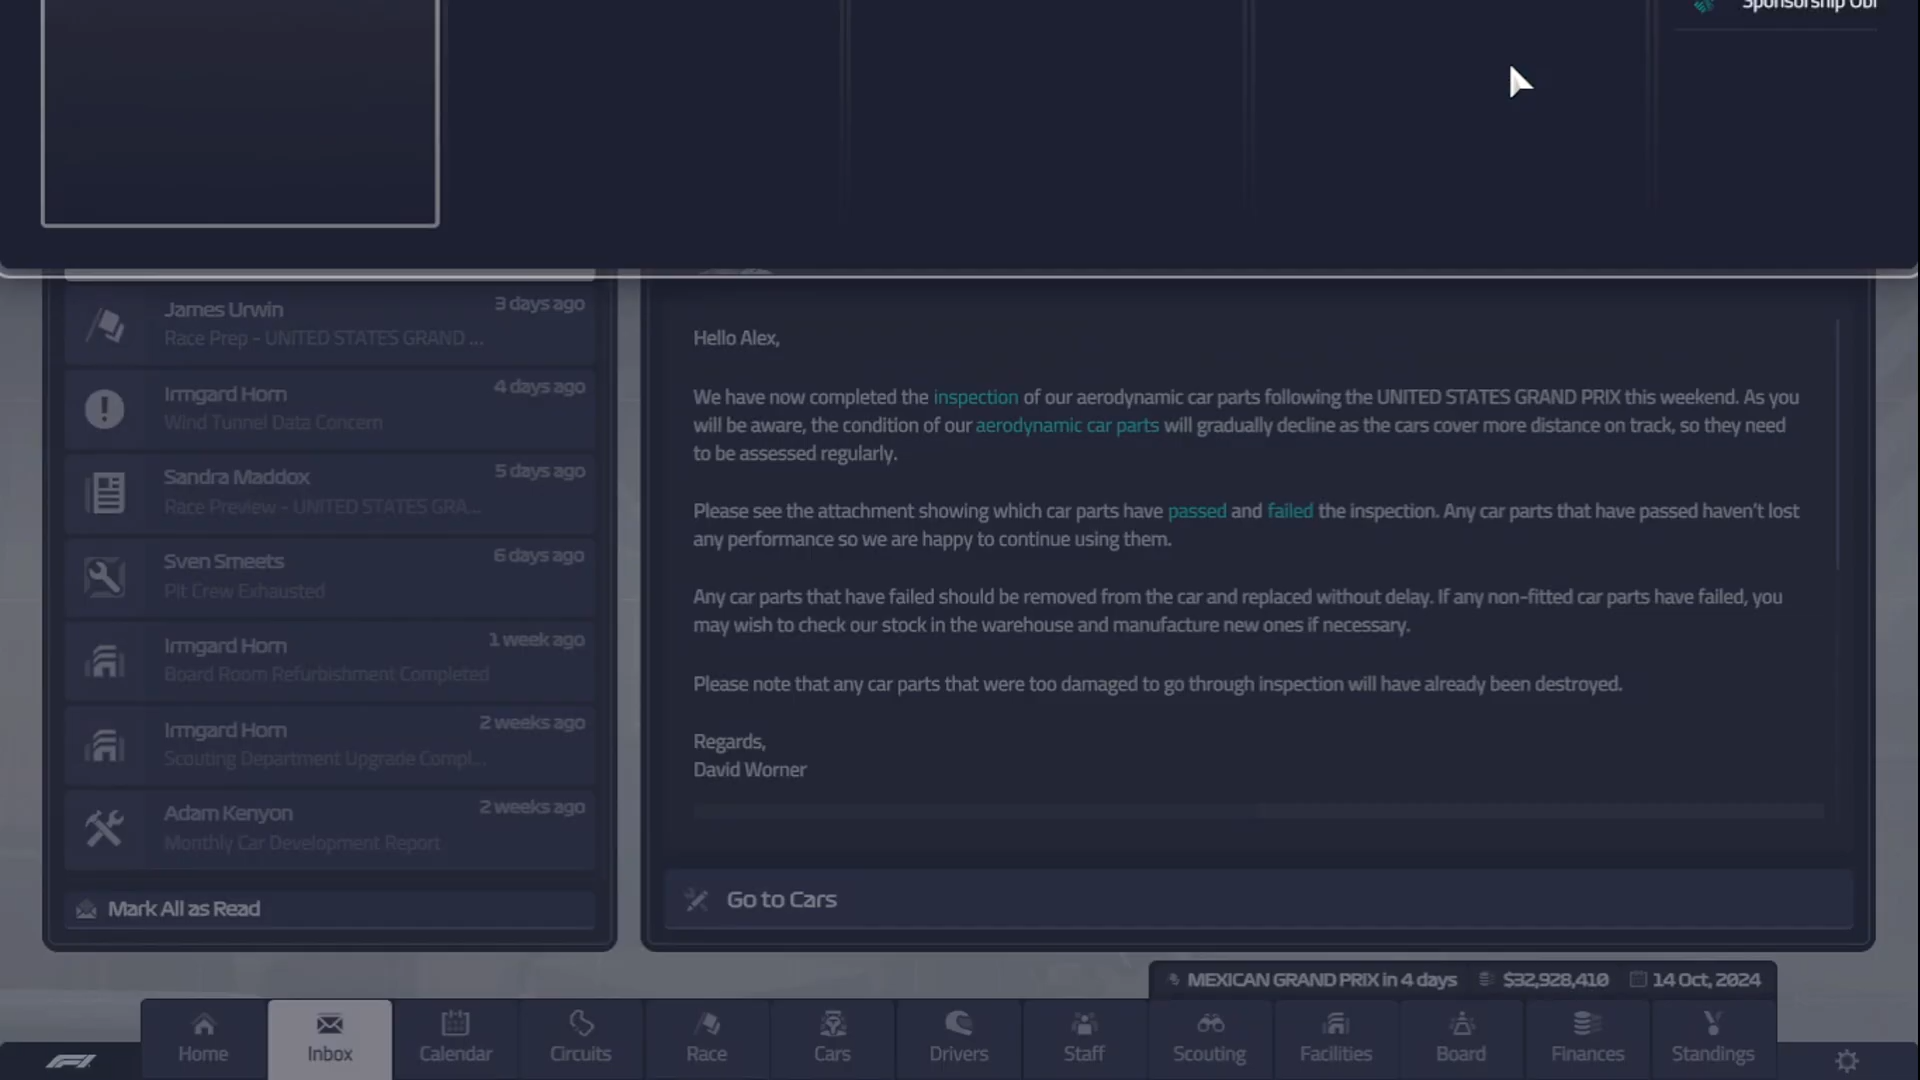 Sponsorship Obl
James Urwin
3 days ago
Race Prep - UNITED STATES GRAND ...
Irmgard Horn
4 days ago
Wind Tunnel Data Concern
Sandra Maddox
5 days ago
Race Preview - UNITED STATES GRA...
Sven Smeets
6 days ago
Pit Crew Exhausted
Irmgard Horn
1 week ago
Board Room Refurbishment Completed
Irmgard Horn
2 weeks ago
Scouting Department Upgrade Compl...
Adam Kenyon
2 weeks ago
Monthly Car Development Report
Mark All as Read
Hello Alex,
We have now completed the inspection of our aerodynamic car parts following the UNITED STATES GRAND PRIX this weekend. As you
will be aware, the condition of our aerodynamic car parts will gradually decline as the cars cover more distance on track, so they need
to be assessed regularly.
Please see the attachment showing which car parts have passed and failed the inspection. Any car parts that have passed haven't lost
any performance so we are happy to continue using them.
Any car parts that have failed should be removed from the car and replaced without delay. If any non-fitted car parts have failed, you
may wish to check our stock in the warehouse and manufacture new ones if necessary.
Please note that any car parts that were too damaged to go through inspection will have already been destroyed.
Regards,
David Worner
Go to Cars
MEXICAN GRAND PRIX in 4 days
$32,928,410
14 Oct, 2024
F1
Home
Inbox
Calendar
Circuits
Race
Cars
Drivers
Staff
Scouting
Facilities
Board
Finances
Standings